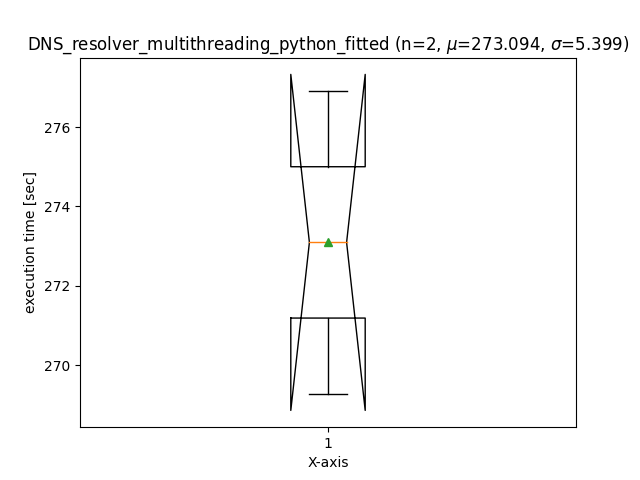 DNS_resolver_multithreading_python_fitted (n=2, μ=273.094, σ=5.399)
execution time [sec]
276
274
272
270
1
X-axis